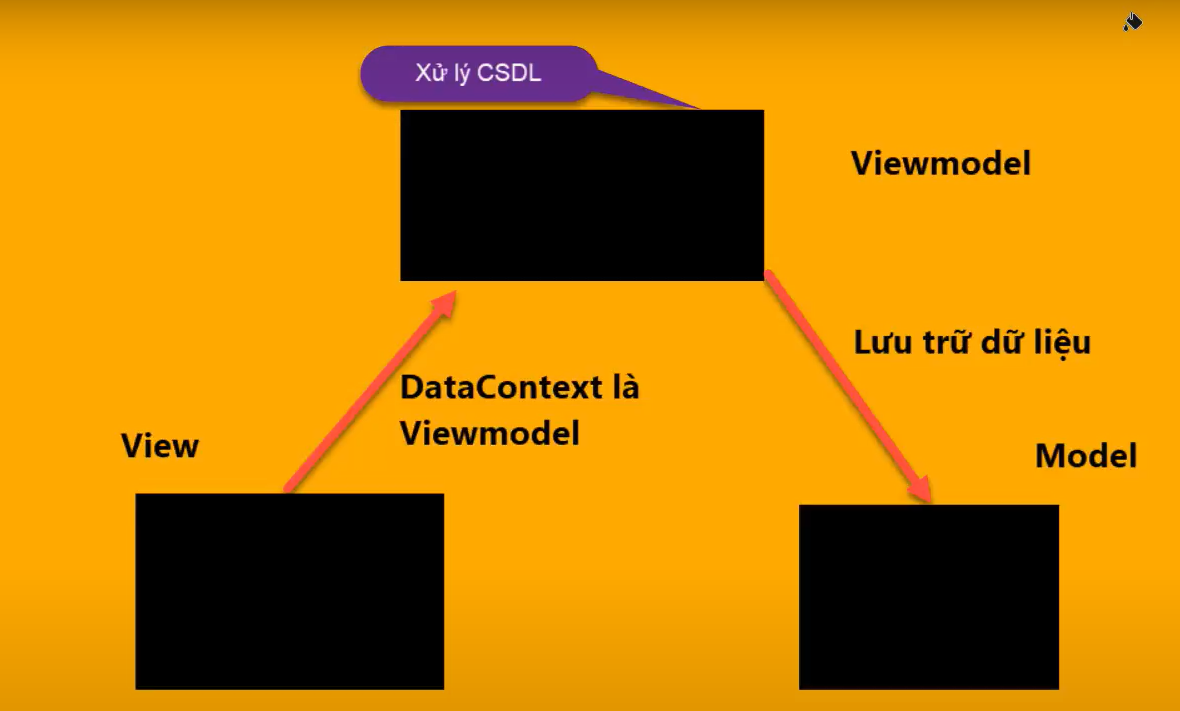 Xử lý CSDL
Viewmodel
Lưu trữ dữ liệu
DataContext là
Viewmodel
View
Model